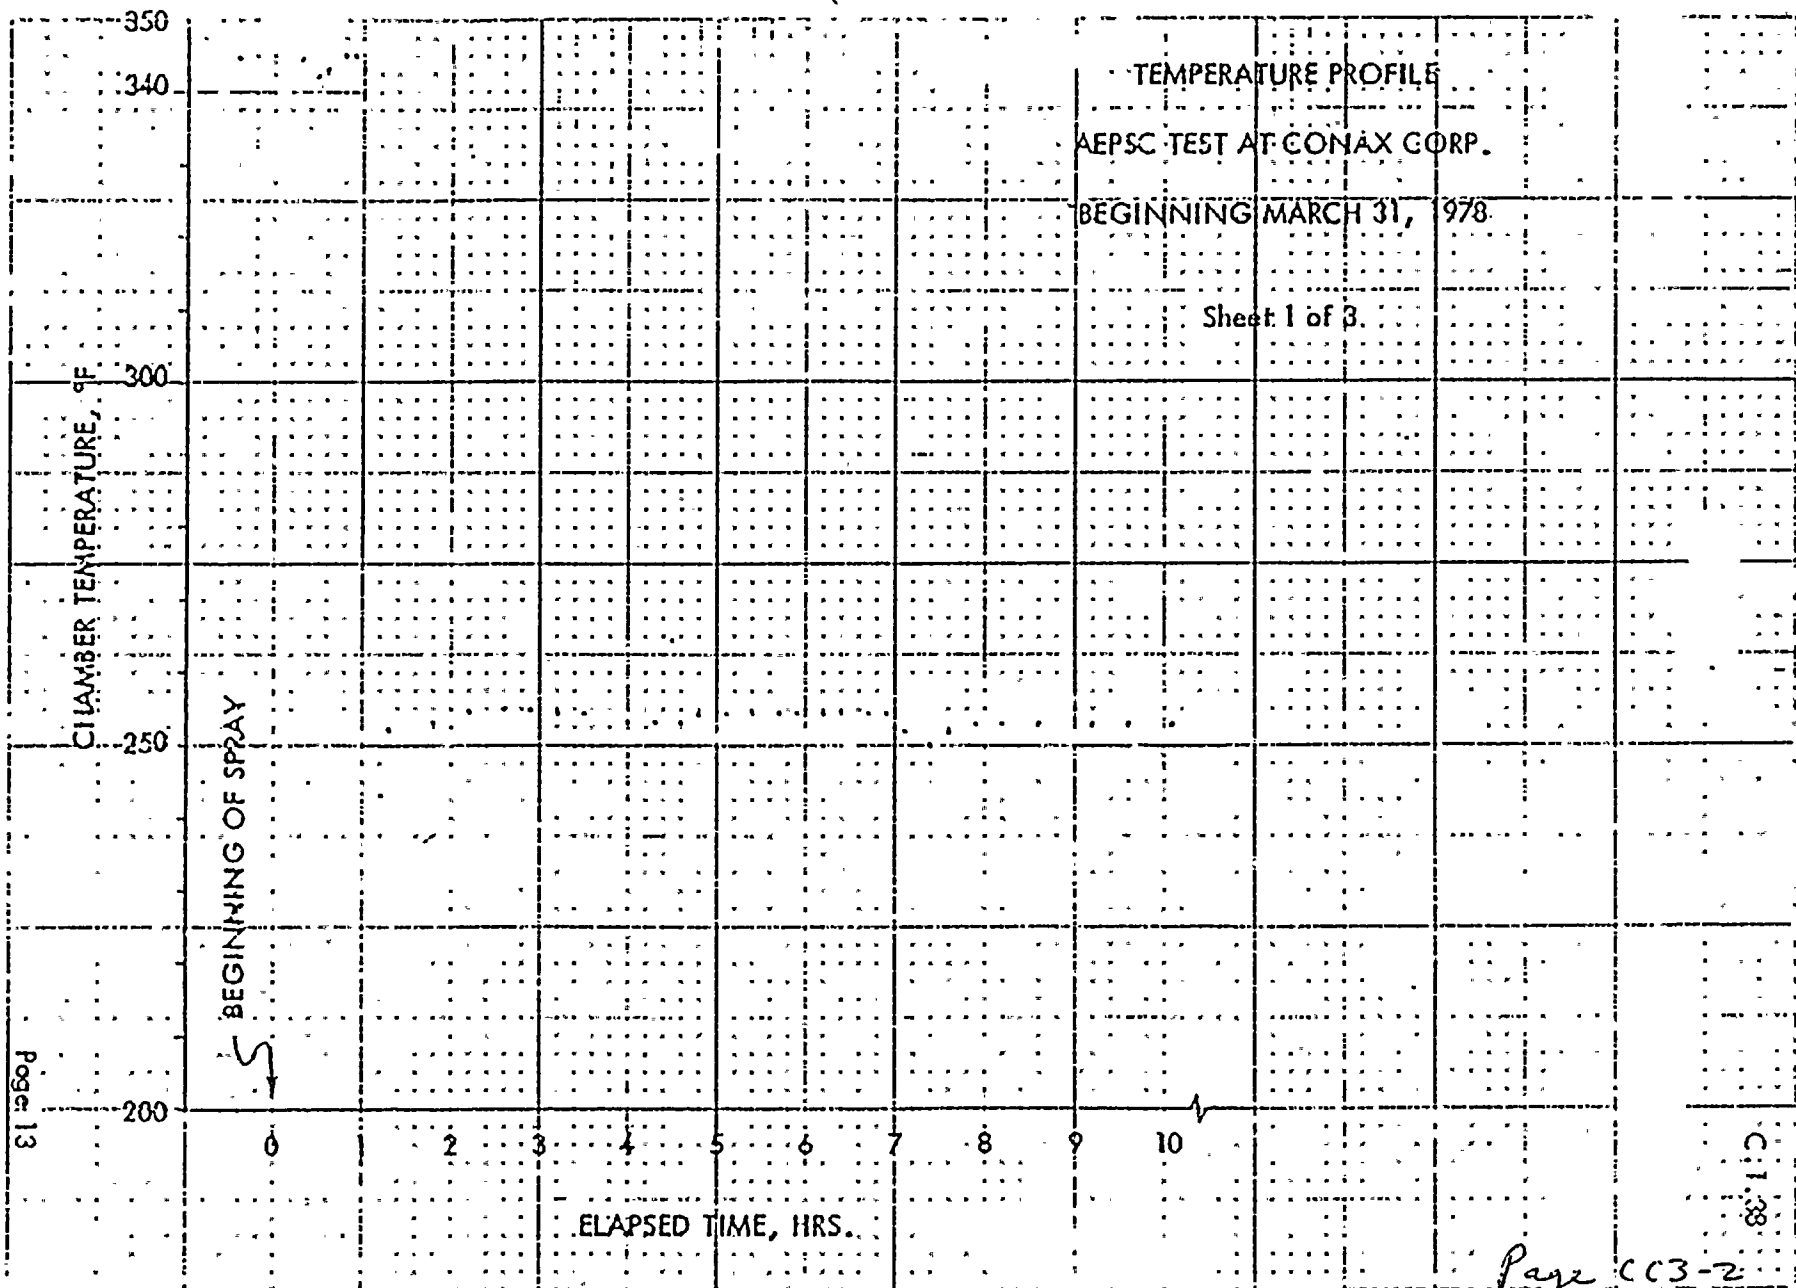 TEMPERATURE PROFILE
AEPSC TEST AT CONAX CORP.
BEGINNING MARCH 31, 1978
Sheet 1 of 3
350
340
300
250
200
CHAMBER TEMPERATURE, °F
BEGINNING OF SPRAY
0 1 2 3 4 5 6 7 8 9 10
ELAPSED TIME, HRS.
Page 13
C.1.38
Page CC3-2